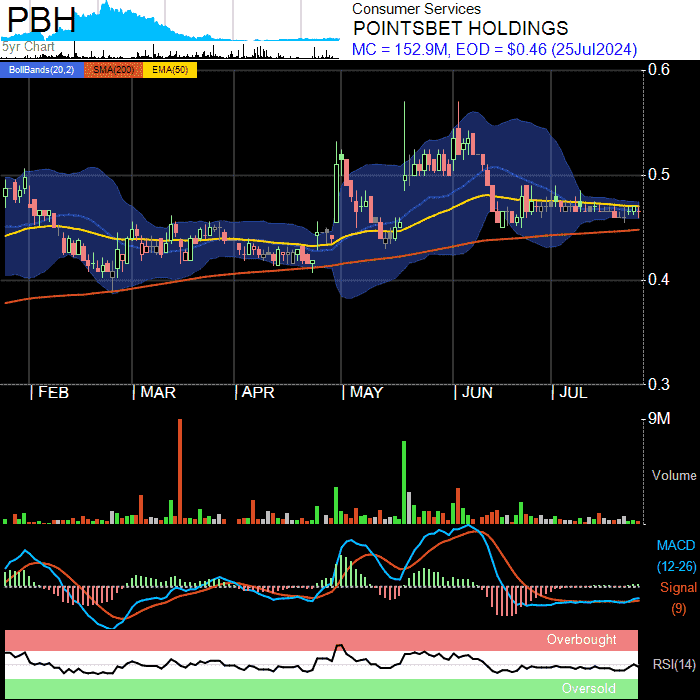 PBH
5yr Chart
Consumer Services
POINTSBET HOLDINGS
MC = 152.9M, EOD = $0.46 (25Jul2024)
BollBands(20,2) SMA(200) EMA(50)
0.6
0.5
0.4
0.3
FEB MAR APR MAY JUN JUL
9M
Volume
MACD
(12-26)
Signal
(9)
Overbought
RSI(14)
Oversold